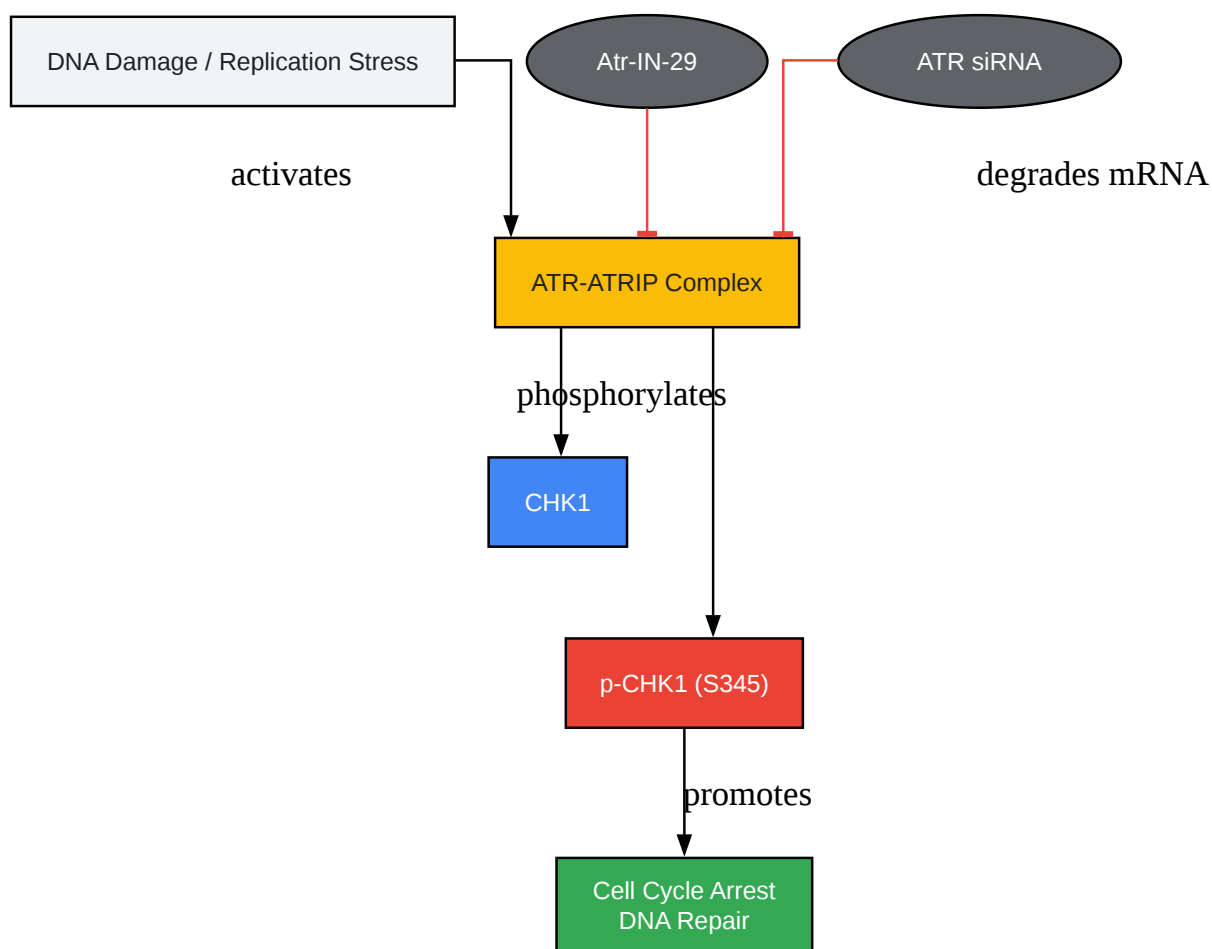 DNA Damage / Replication Stress
Atr-IN-29
ATR siRNA
activates
degrades mRNA
ATR-ATRIP Complex
phosphorylates
CHK1
p-CHK1 (S345)
promotes
Cell Cycle Arrest
DNA Repair